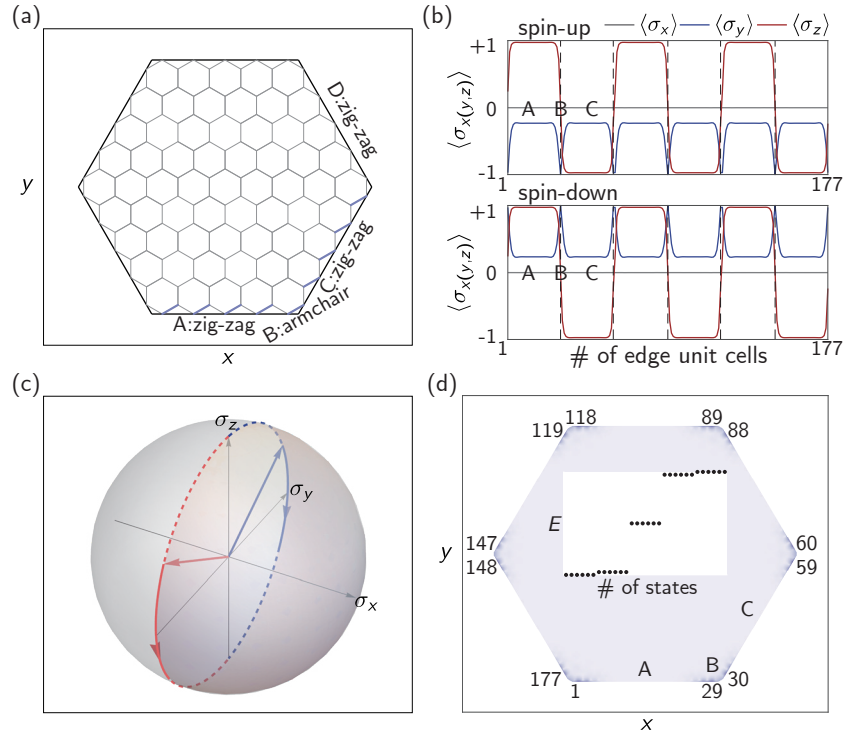 (a)
y
D:zig-zag
C:zig-zag
A:zig-zag
B:armchair
x
(b)
spin-up ⟨σx⟩ ⟨σy⟩ ⟨σz⟩
⟨σx(y,z)⟩
+1
0
-1
A B C
1 177
spin-down
⟨σx(y,z)⟩
+1
0
-1
A B C
1 177
# of edge unit cells
(c)
σz
σy
σx
(d)
118 89
119 88
E
147 60
y
148 59
# of states
C
A B
177 30
1 29
x